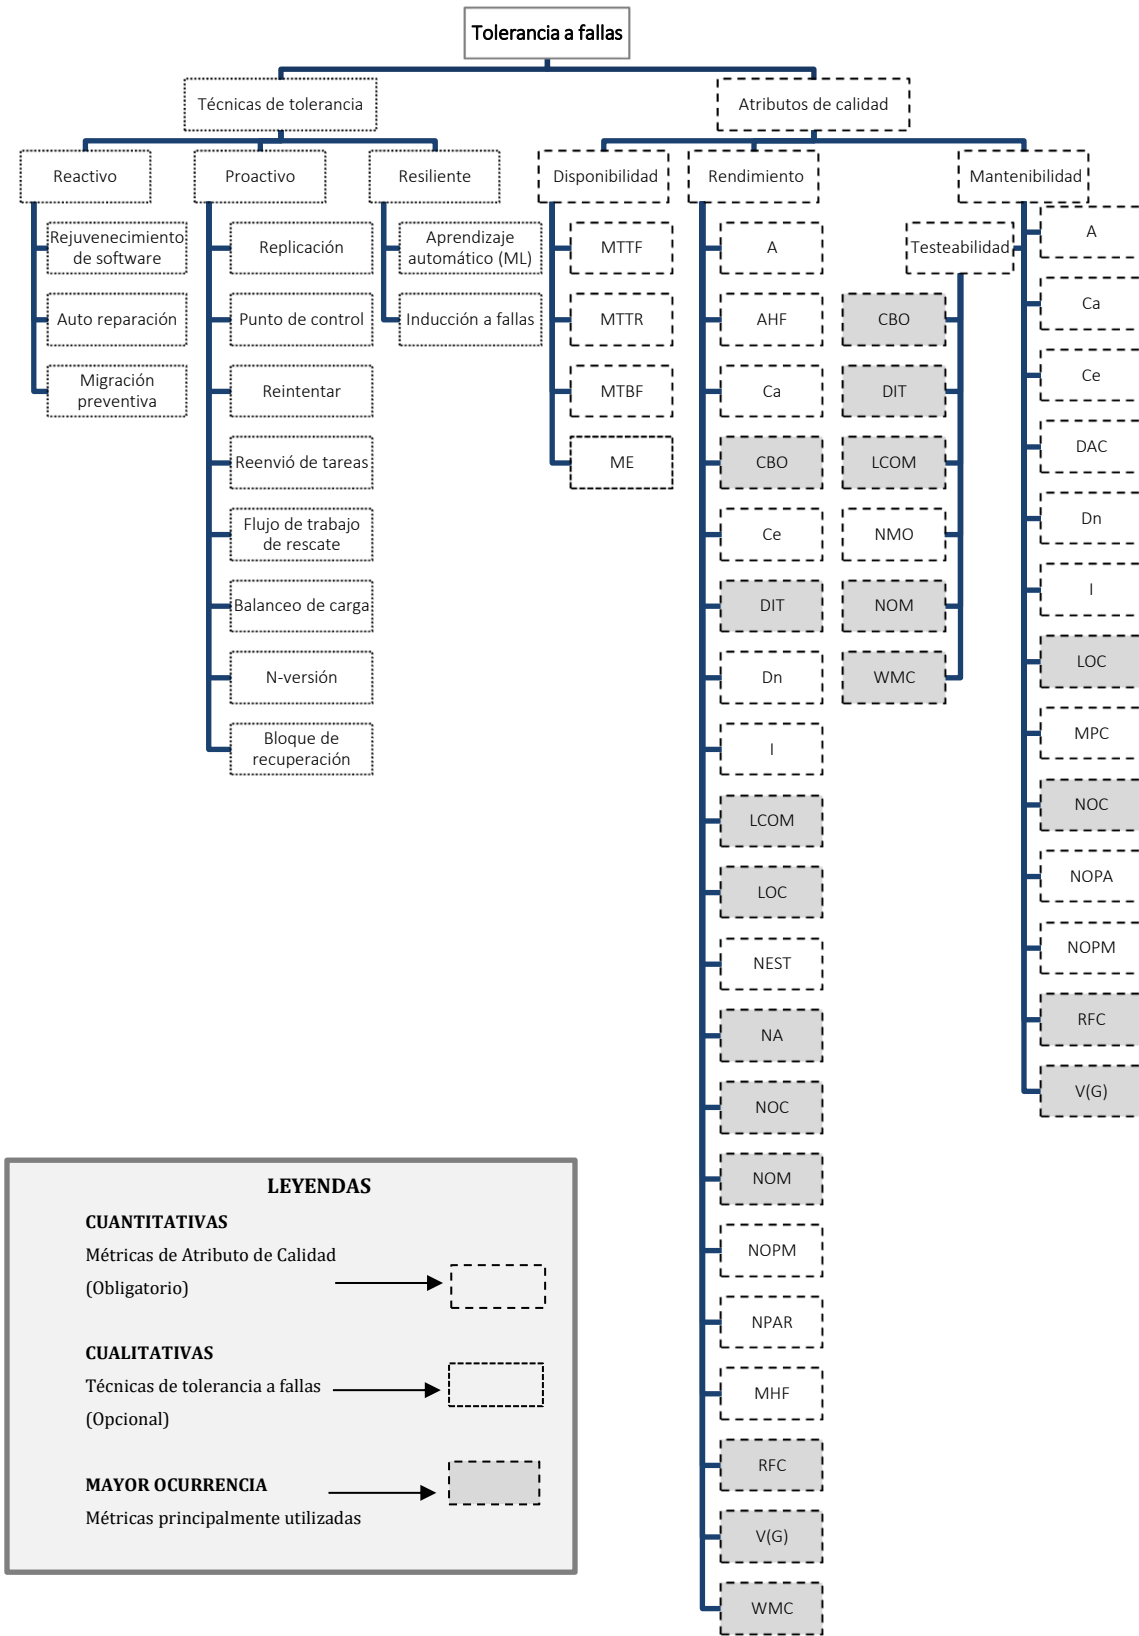 Tolerancia a fallas
Técnicas de tolerancia
Reactivo
Rejuvenecimiento
de software
Auto reparación
Migración
preventiva
Proactivo
Replicación
Punto de control
Reintentar
Reenvió de tareas
Flujo de trabajo
de rescate
Balanceo de carga
N-versión
Bloque de
recuperación
Resiliente
Aprendizaje
automático (ML)
Inducción a fallas
Atributos de calidad
Disponibilidad
MTTF
MTTR
MTBF
ME
Rendimiento
A
AHF
Ca
CBO
Ce
DIT
Dn
I
LCOM
LOC
NEST
NA
NOC
NOM
NOPM
NPAR
MHF
RFC
V(G)
WMC
Mantenibilidad
Testeabilidad
CBO
DIT
LCOM
NMO
NOM
WMC
A
Ca
Ce
DAC
Dn
I
LOC
MPC
NOC
NOPA
NOPM
RFC
V(G)
LEYENDAS
CUANTITATIVAS
Métricas de Atributo de Calidad
(Obligatorio)
CUALITATIVAS
Técnicas de tolerancia a fallas
(Opcional)
MAYOR OCURRENCIA
Métricas principalmente utilizadas